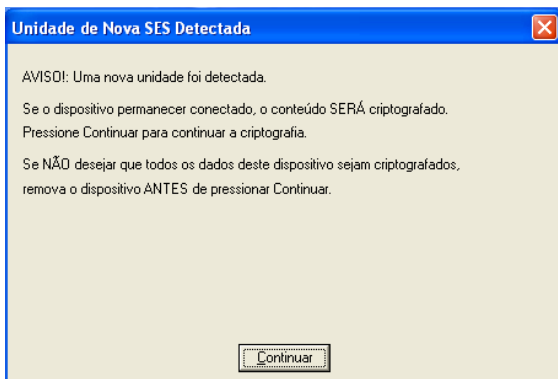 Unidade de Nova SES Detectada
AVISO!: Uma nova unidade foi detectada.
Se o dispositivo permanecer conectado, o conteúdo SERÁ criptografado.
Pressione Continuar para continuar a criptografia.
Se NÃO desejar que todos os dados deste dispositivo sejam criptografados,
remova o dispositivo ANTES de pressionar Continuar.
Continuar